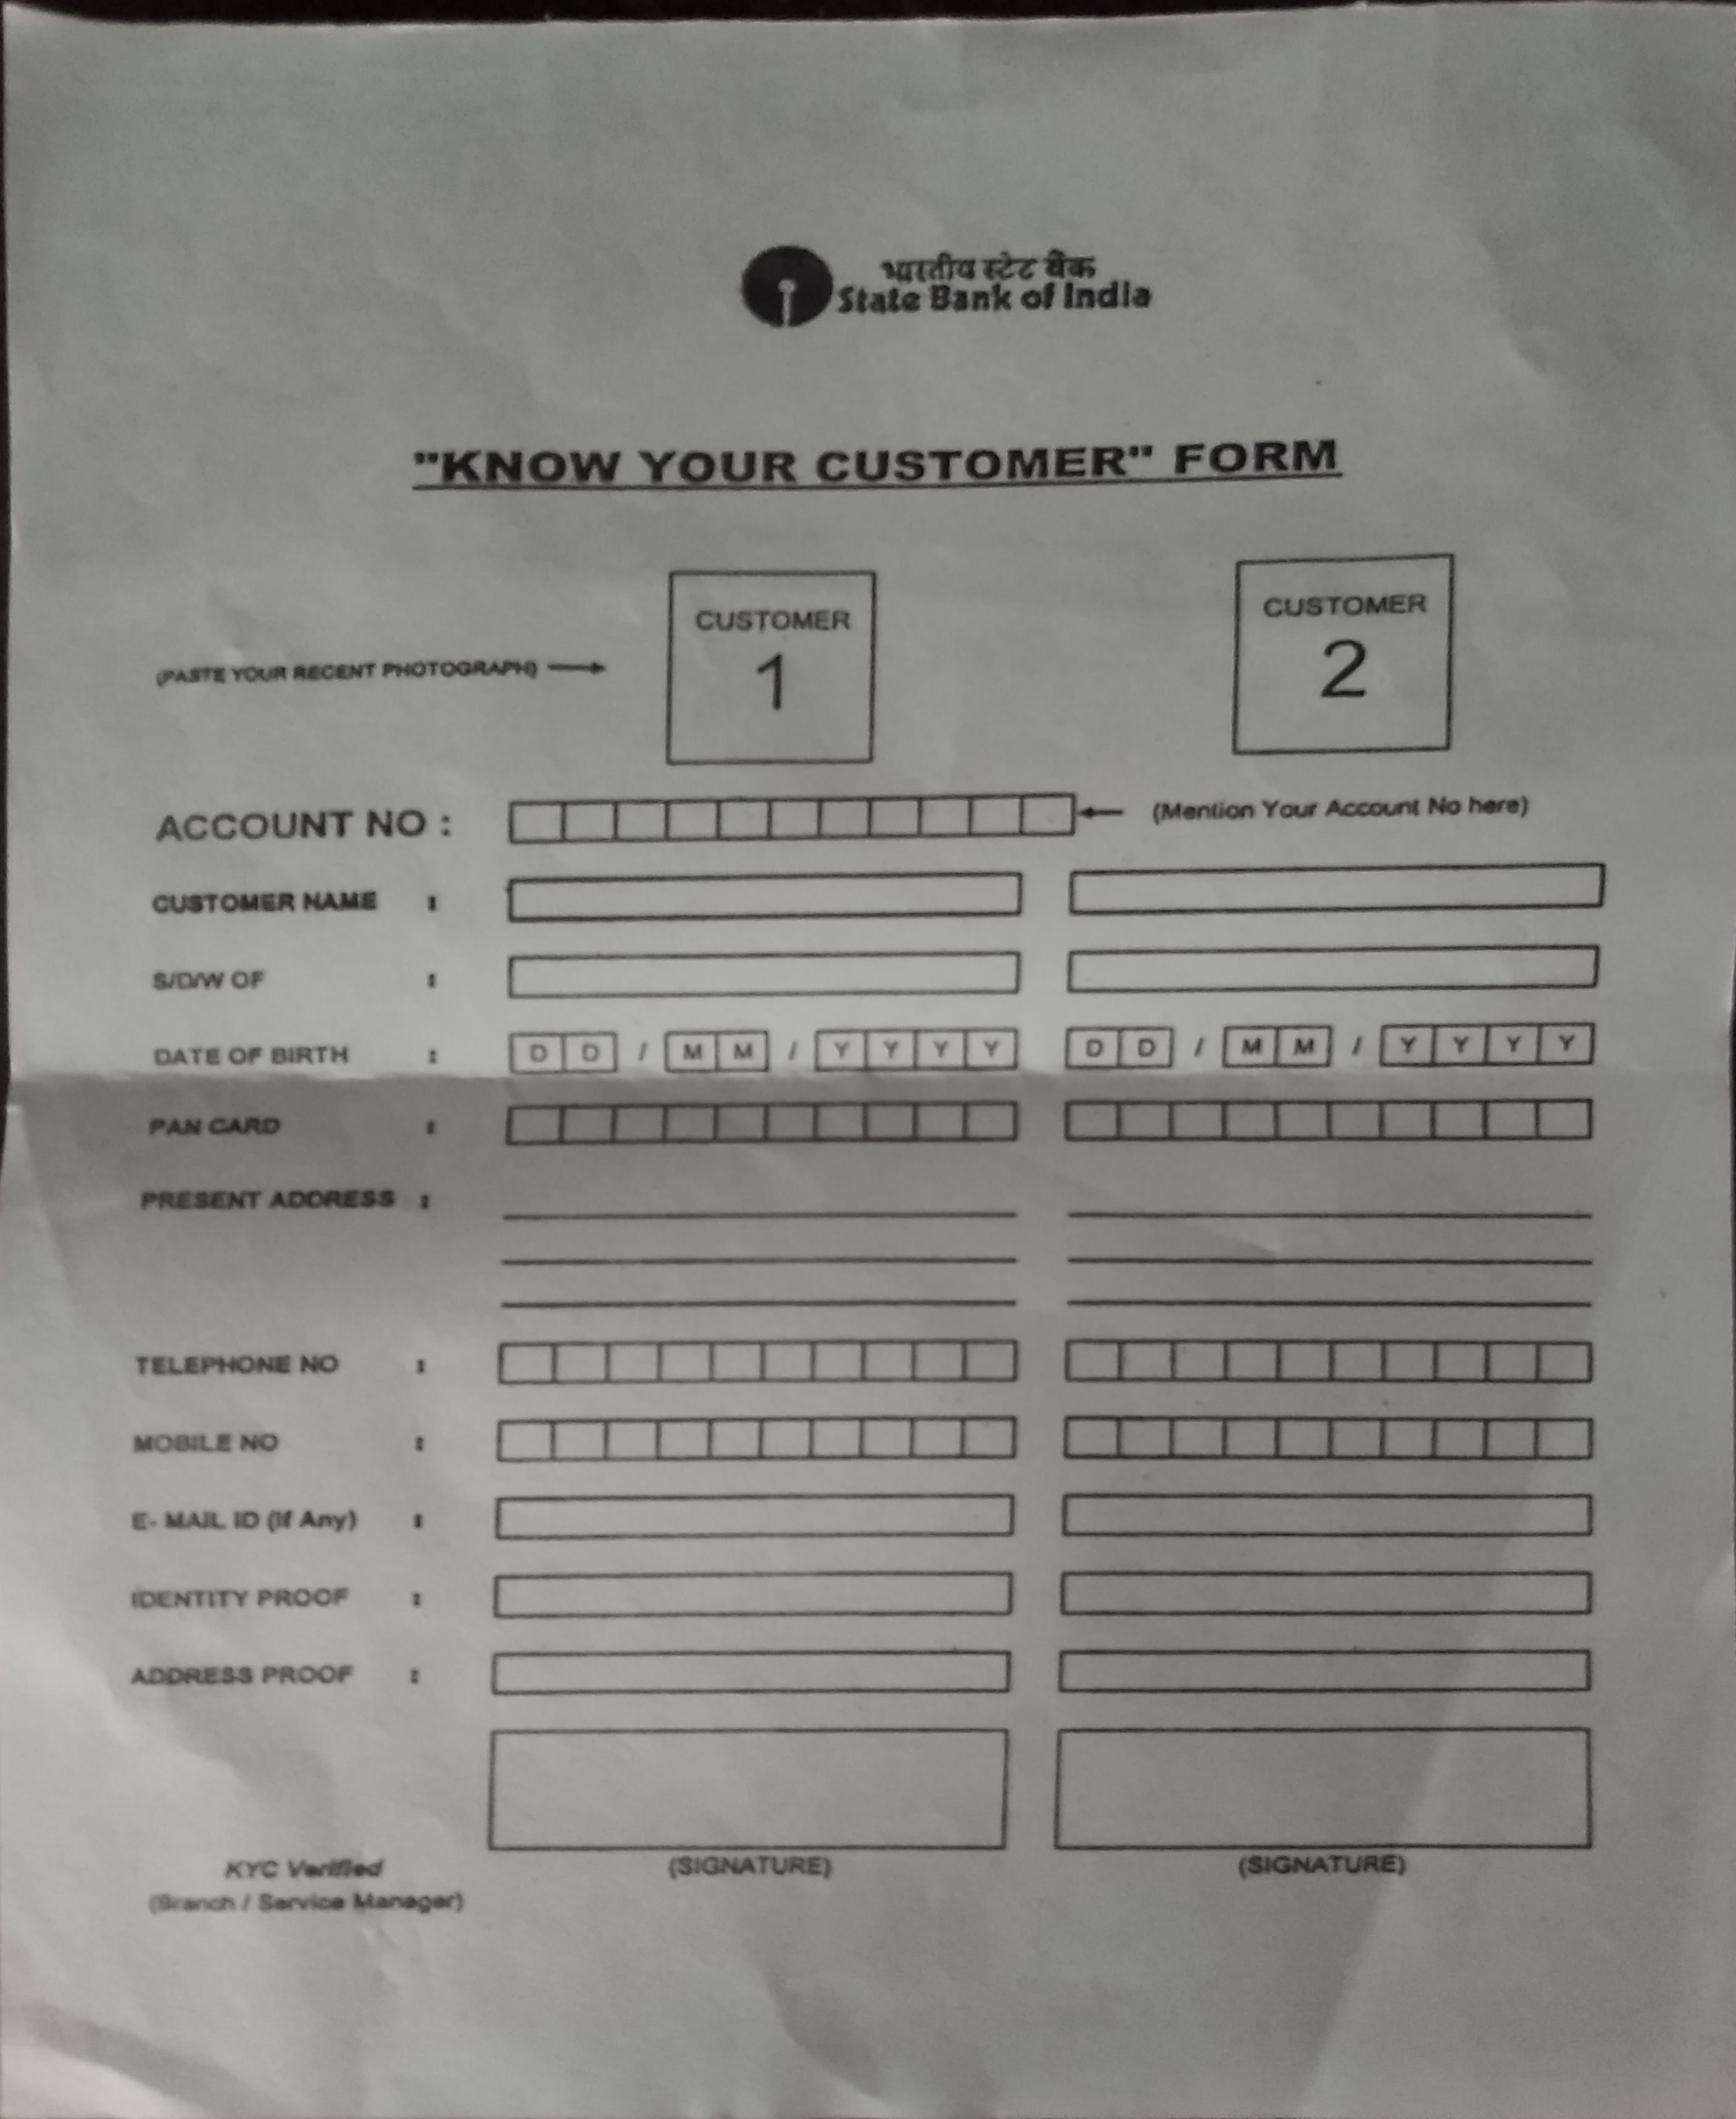 भारतीय स्टेट बैंक
State Bank of India
"KNOW YOUR CUSTOMER" FORM
CUSTOMER
1
CUSTOMER
2
(PASTE YOUR RECENT PHOTOGRAPH)
ACCOUNT NO : (Mention Your Account No here)
CUSTOMER NAME :
S/D/W OF :
DATE OF BIRTH : D D / M M / Y Y Y Y D D / M M / Y Y Y Y
PAN CARD :
PRESENT ADDRESS :
TELEPHONE NO :
MOBILE NO :
E- MAIL ID (If Any) :
IDENTITY PROOF :
ADDRESS PROOF :
KYC Verified (SIGNATURE) (SIGNATURE)
(Branch / Service Manager)